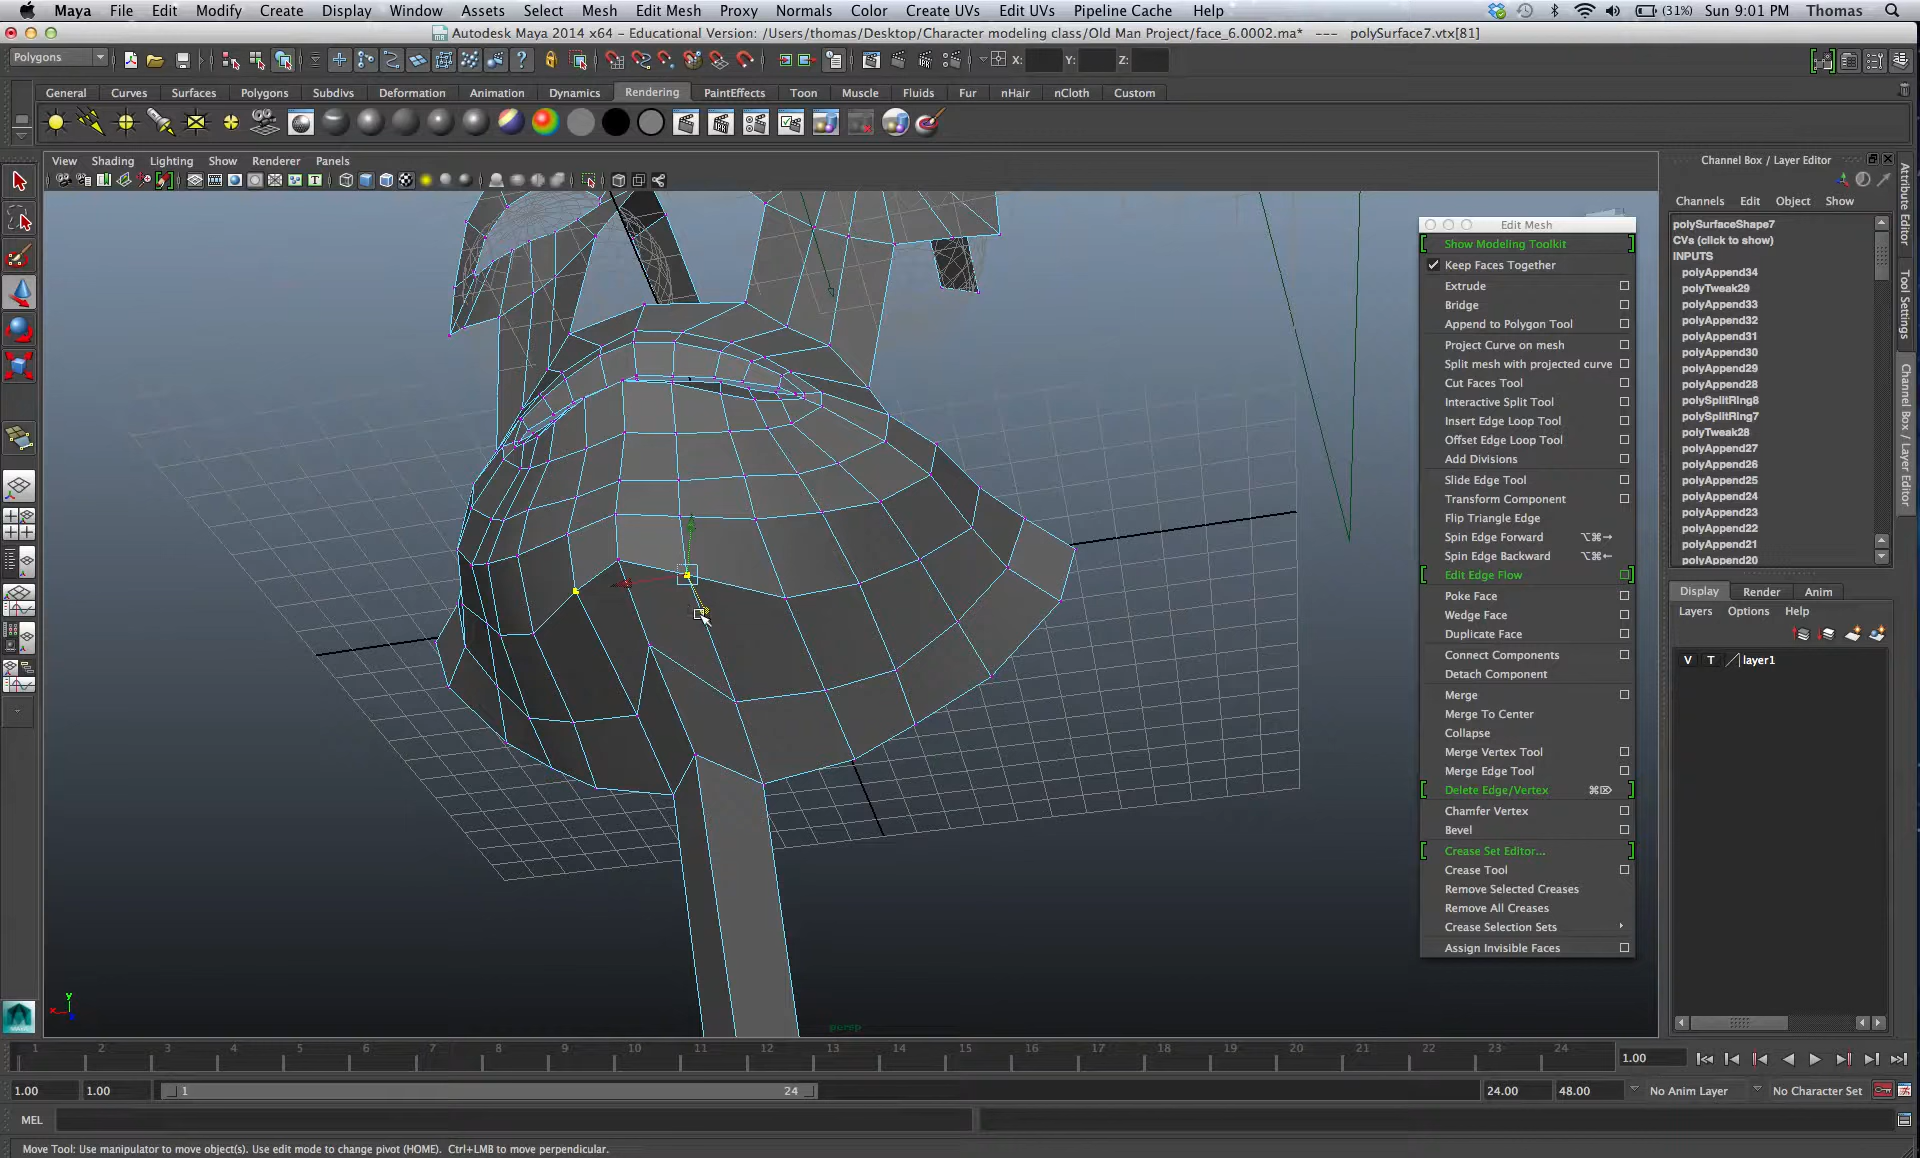 Maya File Edit Modify Create Display Window Assets Select Mesh Edit Mesh Proxy Normals Color Create UVs Edit UVs Pipeline Cache Help (31%) Sun 9:01 PM Thomas
Autodesk Maya 2014 x64 – Educational Version: /Users/thomas/Desktop/Character modeling class/Old Man Project/face_6.0002.ma* --- polySurface7.vtx[81]
Polygons X: Y: Z:
General Curves Surfaces Polygons Subdivs Deformation Animation Dynamics Rendering PaintEffects Toon Muscle Fluids Fur nHair nCloth Custom
View Shading Lighting Show Renderer Panels
Edit Mesh
Show Modeling Toolkit
Keep Faces Together
Extrude
Bridge
Append to Polygon Tool
Project Curve on mesh
Split mesh with projected curve
Cut Faces Tool
Interactive Split Tool
Insert Edge Loop Tool
Offset Edge Loop Tool
Add Divisions
Slide Edge Tool
Transform Component
Flip Triangle Edge
Spin Edge Forward ⌥⌘→
Spin Edge Backward ⌥⌘←
Edit Edge Flow
Poke Face
Wedge Face
Duplicate Face
Connect Components
Detach Component
Merge
Merge To Center
Collapse
Merge Vertex Tool
Merge Edge Tool
Delete Edge/Vertex ⌘⌦
Chamfer Vertex
Bevel
Crease Set Editor...
Crease Tool
Remove Selected Creases
Remove All Creases
Crease Selection Sets
Assign Invisible Faces
Channel Box / Layer Editor
Channels Edit Object Show
polySurfaceShape7
CVs (click to show)
INPUTS
polyAppend34
polyTweak29
polyAppend33
polyAppend32
polyAppend31
polyAppend30
polyAppend29
polyAppend28
polySplitRing8
polySplitRing7
polyTweak28
polyAppend27
polyAppend26
polyAppend25
polyAppend24
polyAppend23
polyAppend22
polyAppend21
polyAppend20
Display Render Anim
Layers Options Help
V T layer1
Attribute Editor
Tool Settings
Channel Box / Layer Editor
y
x
persp
1 2 3 4 5 6 7 8 9 10 11 12 13 14 15 16 17 18 19 20 21 22 23 24 1.00
1.00 1.00 1 24 24.00 48.00 No Anim Layer No Character Set
MEL
Move Tool: Use manipulator to move object(s). Use edit mode to change pivot (HOME). Ctrl+LMB to move perpendicular.